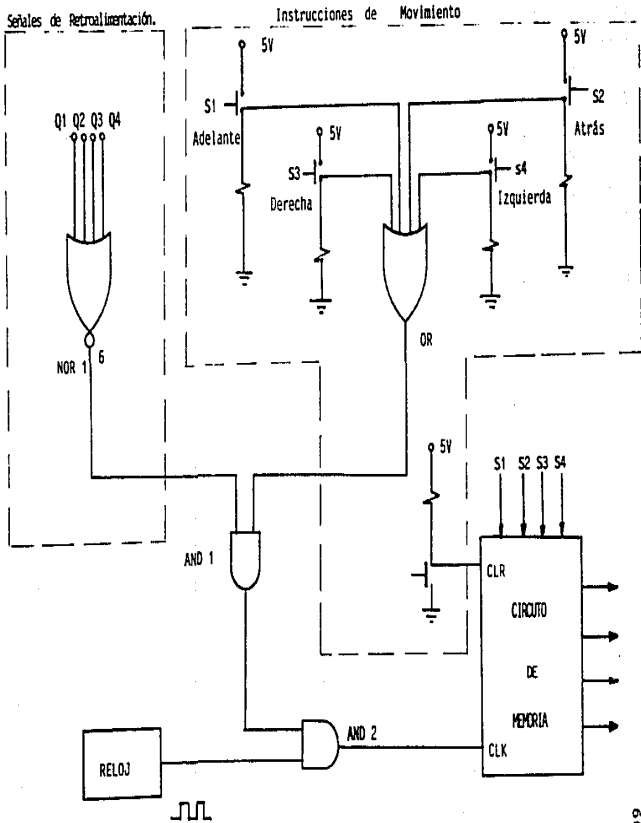 Señales de Retroalimentación.
Instrucciones de Movimiento
5V
5V
S1
S2
Adelante
Atrás
Q1 Q2 Q3 Q4
5V
5V
S3
s4
Derecha
Izquierda
OR
NOR 1
6
5V
S1 S2 S3 S4
AND 1
CLR
CIRCUTO
DE
MEMORIA
AND 2
CLK
RELOJ